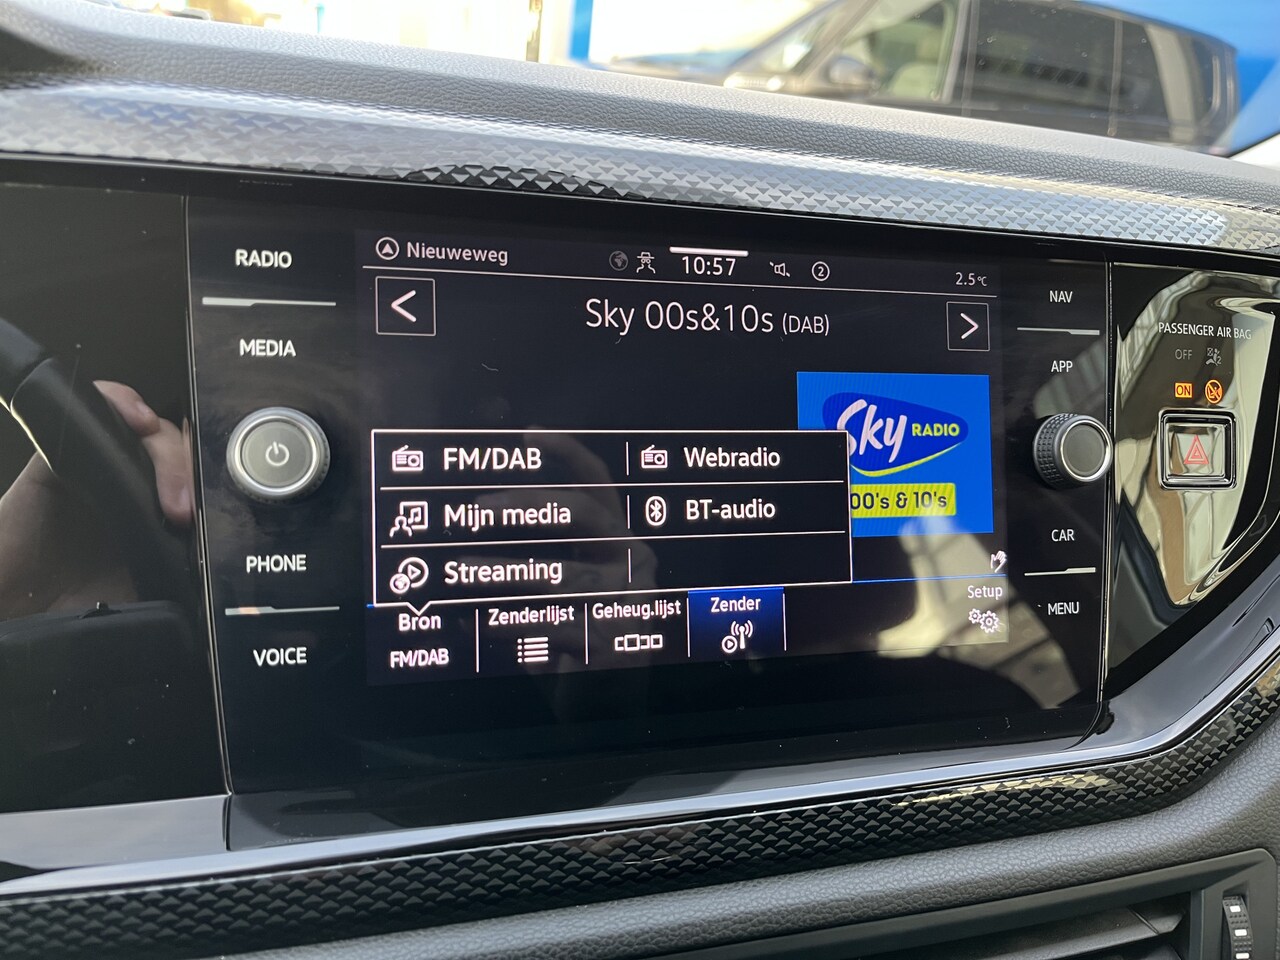 RADIO
MEDIA
PHONE
VOICE
Nieuweweg
10:57
2
2.5°C
Sky 00s&10s (DAB)
Sky RADIO
00's & 10's
FM/DAB
Webradio
Mijn media
BT-audio
Streaming
Bron
FM/DAB
Zenderlijst
Geheug.lijst
Zender
Setup
NAV
APP
CAR
MENU
PASSENGER AIR BAG
OFF
ON